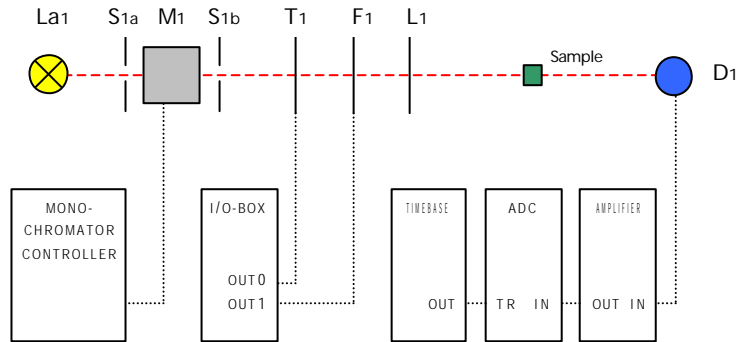 La1 S1a M1 S1b T1 F1 L1
Sample
D1
MONO-
CHROMATOR
CONTROLLER
I/O-BOX
OUT0
OUT1
TIMEBASE
OUT
ADC
TR IN
AMPLIFIER
OUT IN